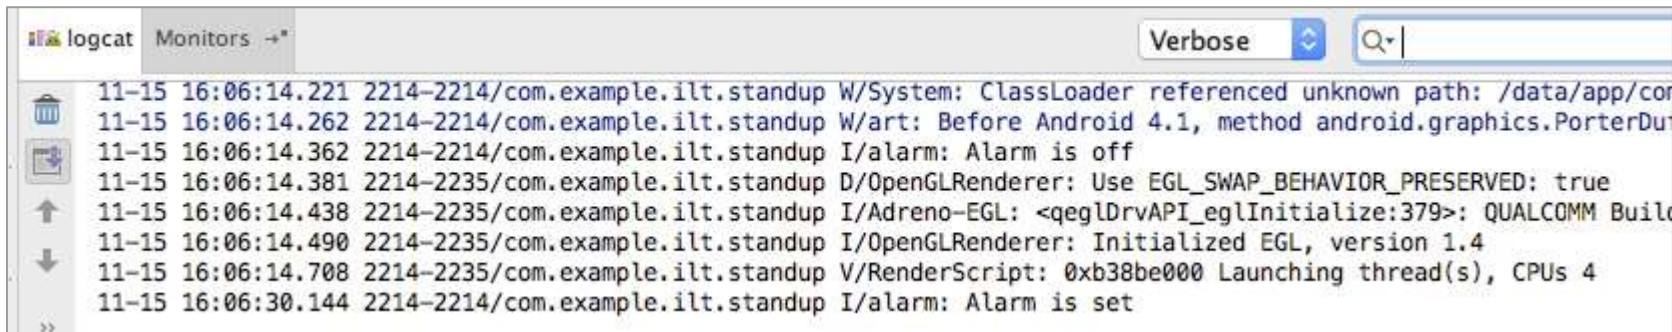 logcat Monitors Verbose
11-15 16:06:14.221 2214-2214/com.example.ilt.standup W/System: ClassLoader referenced unknown path: /data/app/com
11-15 16:06:14.262 2214-2214/com.example.ilt.standup W/art: Before Android 4.1, method android.graphics.PorterDuf
11-15 16:06:14.362 2214-2214/com.example.ilt.standup I/alarm: Alarm is off
11-15 16:06:14.381 2214-2235/com.example.ilt.standup D/OpenGLRenderer: Use EGL_SWAP_BEHAVIOR_PRESERVED: true
11-15 16:06:14.438 2214-2235/com.example.ilt.standup I/Adreno-EGL: <qeglDrvAPI_eglInitialize:379>: QUALCOMM Build
11-15 16:06:14.490 2214-2235/com.example.ilt.standup I/OpenGLRenderer: Initialized EGL, version 1.4
11-15 16:06:14.708 2214-2235/com.example.ilt.standup V/RenderScript: 0xb38be000 Launching thread(s), CPUs 4
11-15 16:06:30.144 2214-2214/com.example.ilt.standup I/alarm: Alarm is set